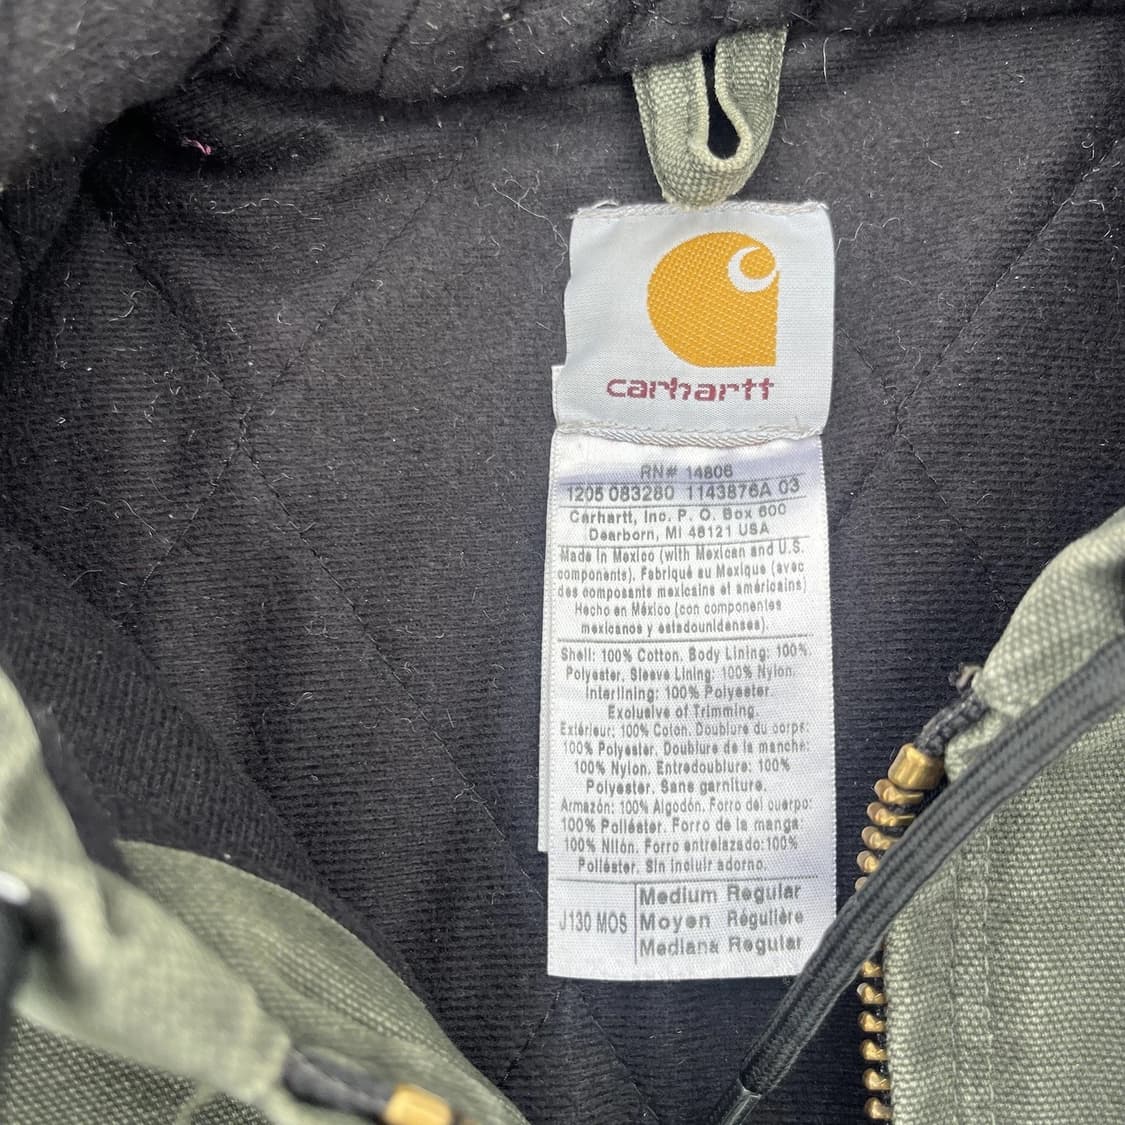 carhartt
RN# 14806
1205 083280 1143876A 03
Carhartt, Inc. P. O. Box 600
Dearborn, MI 48121 USA
Made in Mexico (with Mexican and U.S.
components). Fabriqué au Mexique (avec
des composants mexicains et américains)
Hecho en México (con componentes
mexicanos y estadounidenses).
Shell: 100% Cotton. Body Lining: 100%
Polyester. Sleeve Lining: 100% Nylon.
Interlining: 100% Polyester.
Exclusive of Trimming.
Extérieur: 100% Coton. Doublure du corps:
100% Polyester. Doublure de la manche:
100% Nylon. Entredoublure: 100%
Polyester. Sans garniture.
Armazón: 100% Algodón. Forro del cuerpo:
100% Poliéster. Forro de la manga:
100% Nilón. Forro entrelazado:100%
Poliéster. Sin incluir adorno.
J130 MOS
Medium Regular
Moyen Régulière
Mediana Regular